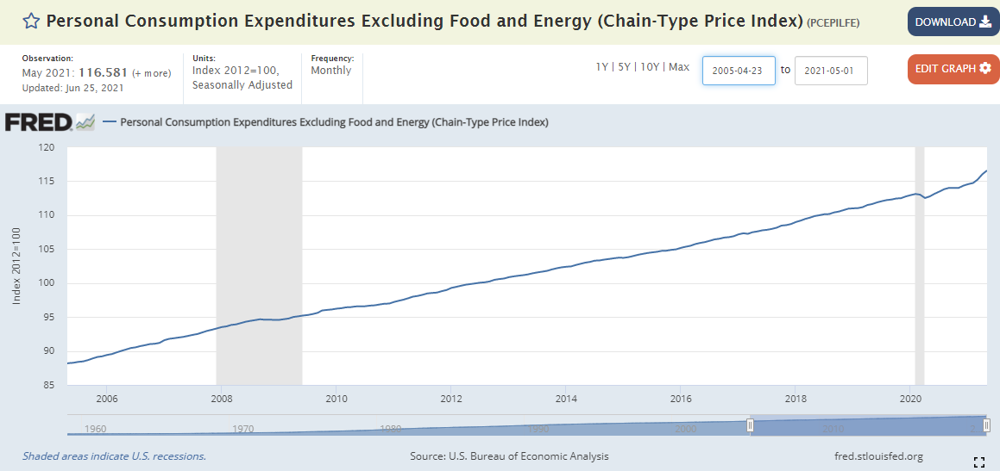 Personal Consumption Expenditures Excluding Food and Energy (Chain-Type Price Index) (PCEPILFE)
DOWNLOAD
Observation:
May 2021: 116.581 (+ more)
Updated: Jun 25, 2021
Units:
Index 2012=100,
Seasonally Adjusted
Frequency:
Monthly
1Y | 5Y | 10Y | Max
2005-04-23 to 2021-05-01
EDIT GRAPH
FRED
Personal Consumption Expenditures Excluding Food and Energy (Chain-Type Price Index)
Index 2012=100
120
115
110
105
100
95
90
85
2006 2008 2010 2012 2014 2016 2018 2020
1960 1970 1980 1990 2000 2010
Shaded areas indicate U.S. recessions.
Source: U.S. Bureau of Economic Analysis
fred.stlouisfed.org